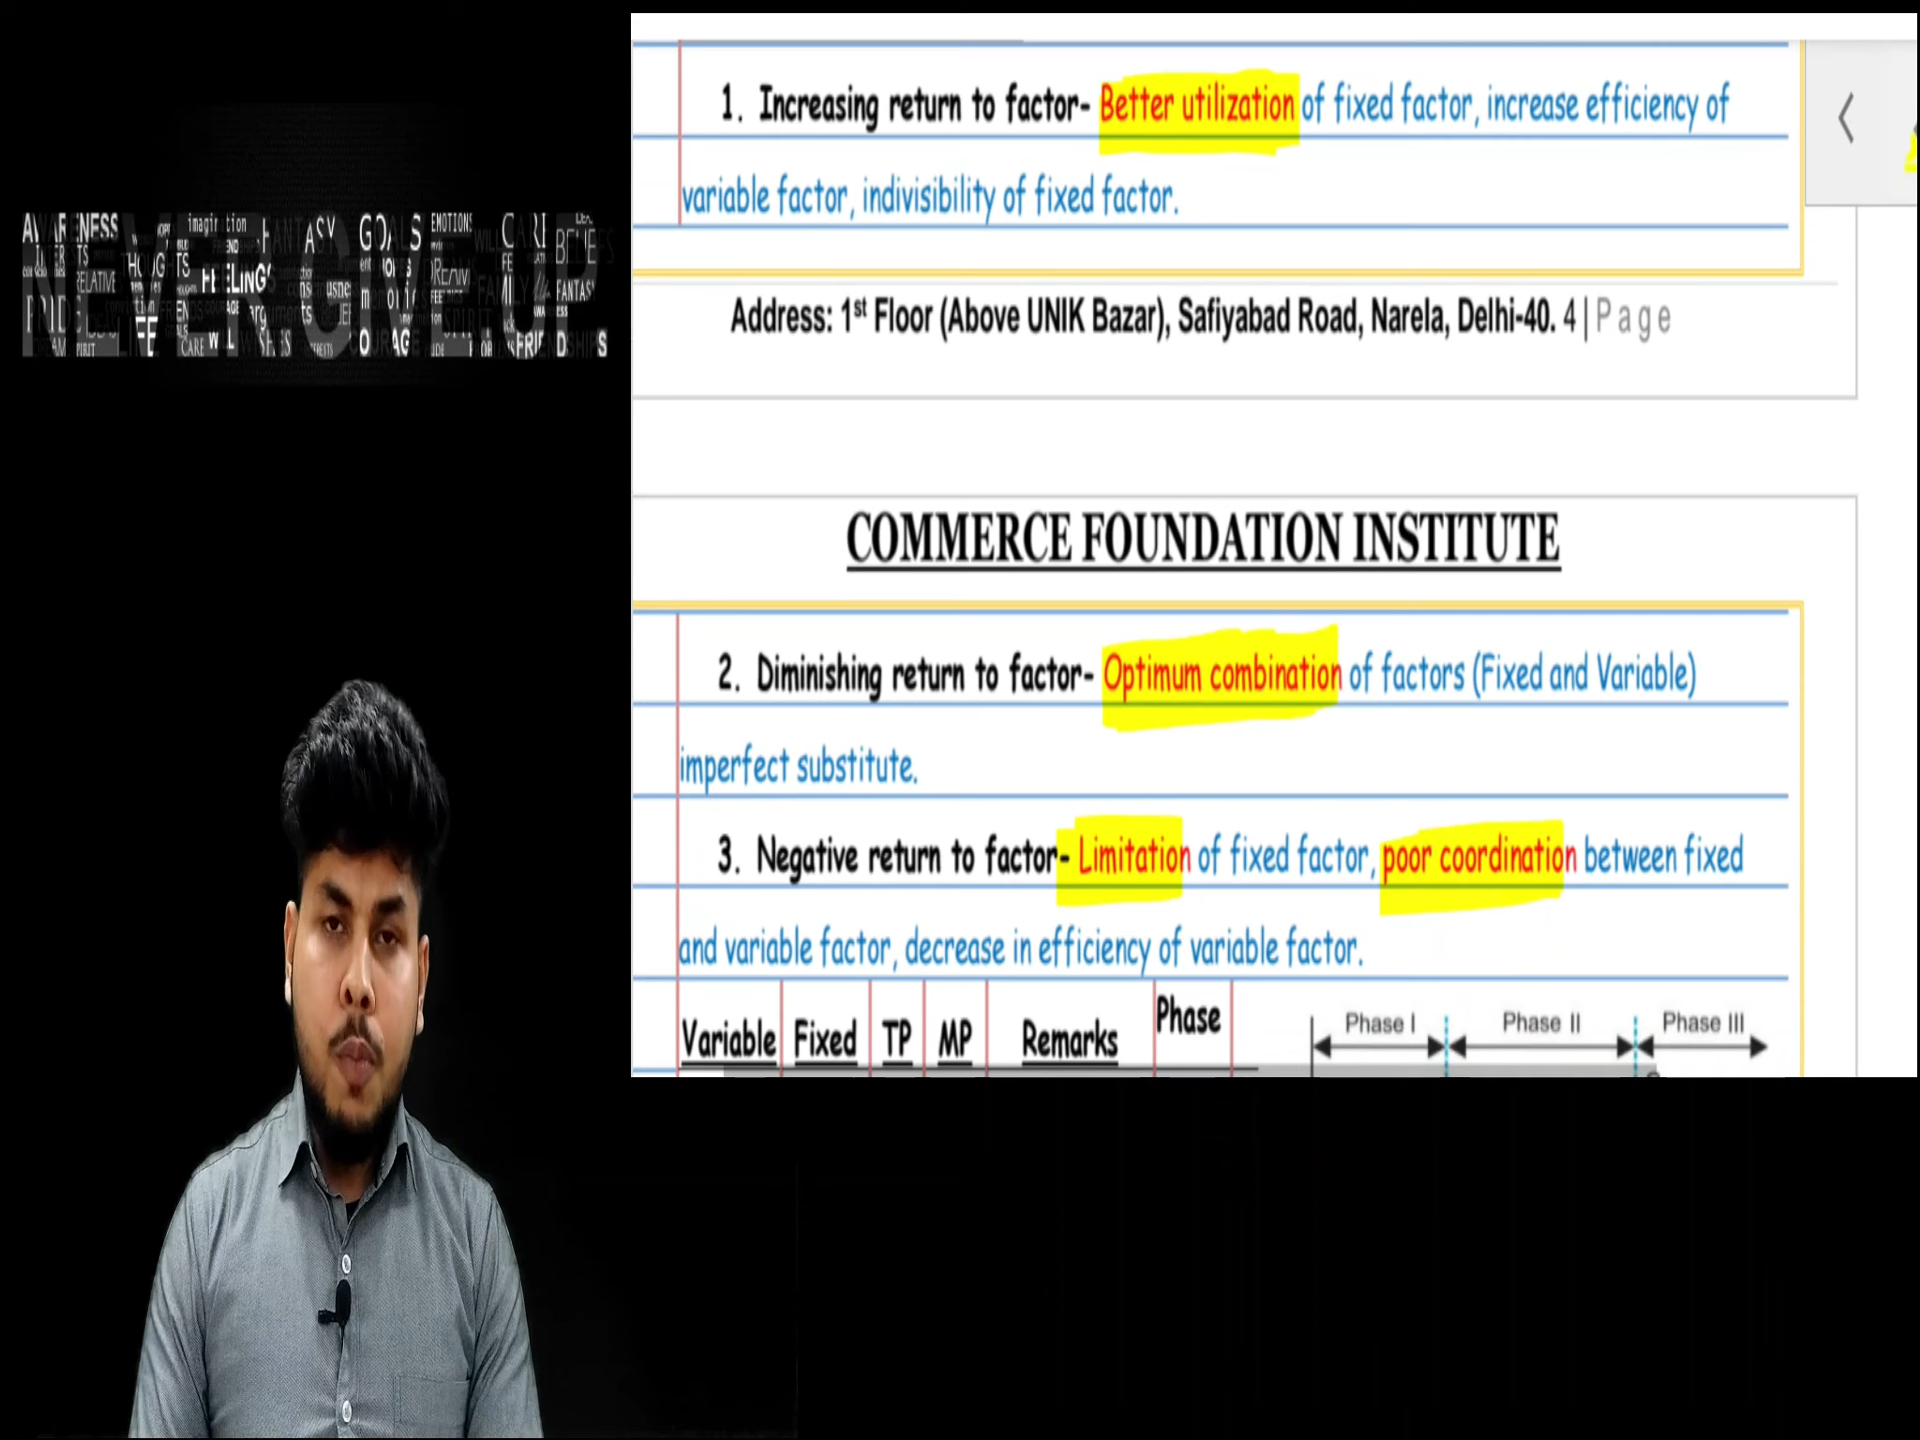 NEVER GIVE UP
1. Increasing return to factor- Better utilization of fixed factor, increase efficiency of
variable factor, indivisibility of fixed factor.
Address: 1st Floor (Above UNIK Bazar), Safiyabad Road, Narela, Delhi-40. 4 | Page
COMMERCE FOUNDATION INSTITUTE
2. Diminishing return to factor- Optimum combination of factors (Fixed and Variable)
imperfect substitute.
3. Negative return to factor- Limitation of fixed factor, poor coordination between fixed
and variable factor, decrease in efficiency of variable factor.
Variable Fixed TP MP Remarks Phase
Phase I Phase II Phase III